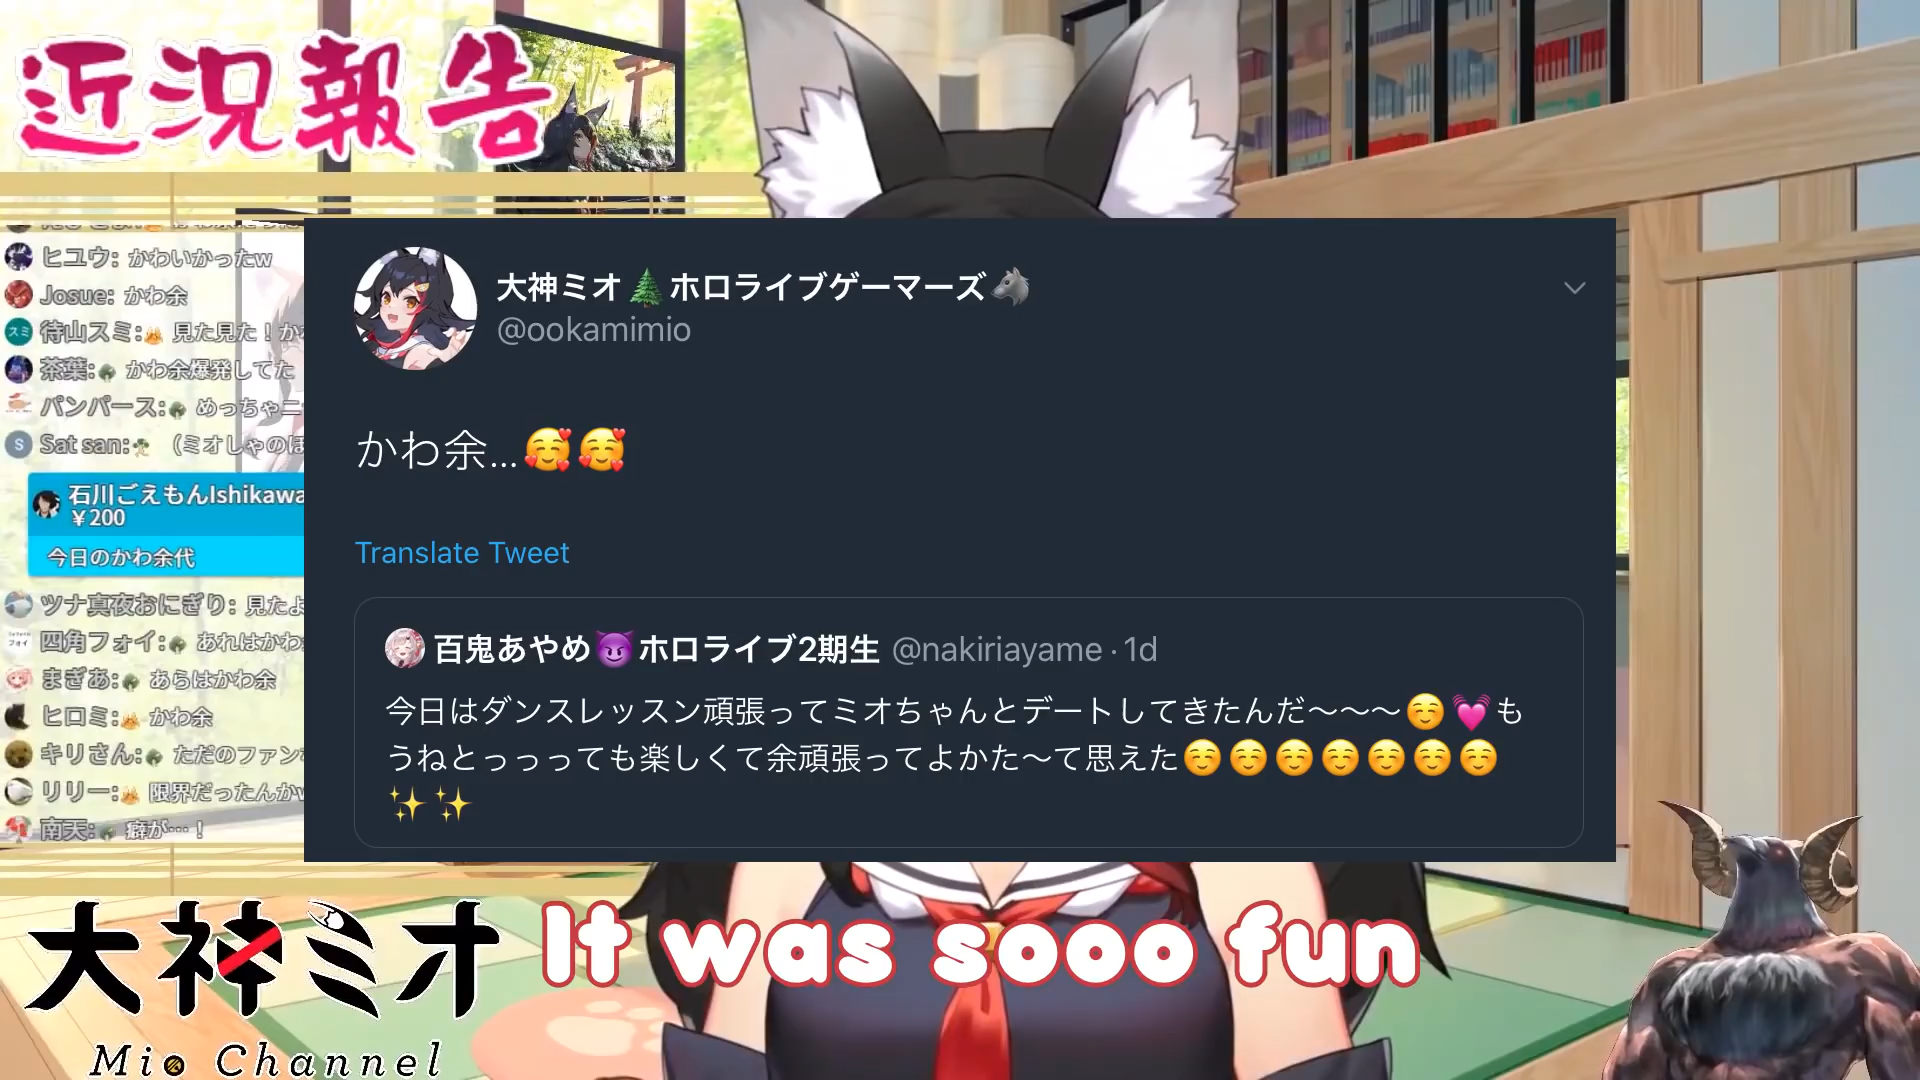 近況報告
ヒユウ: かわいかったw
Josue: かわ余
スミ 待山スミ: 見た見た！か
茶葉: かわ余爆発してた
パンパース: めっちゃニ
S Sat san: （ミオしゃのほ
石川ごえもんIshikawa
￥200
今日のかわ余代
ツナ真夜おにぎり: 見たよ
四角フォイ: あれはかわ
まぎあ: あらはかわ余
ヒロミ: かわ余
キリさん: ただのファン
リリー: 限界だったんかw
南天: 癖が…！
大神ミオ🌲ホロライブゲーマーズ🐺
@ookamimio
かわ余...🥰🥰
Translate Tweet
百鬼あやめ😈ホロライブ2期生 @nakiriayame · 1d
今日はダンスレッスン頑張ってミオちゃんとデートしてきたんだ〜〜〜☺️💓も
うねとっっっても楽しくて余頑張ってよかた〜て思えた☺️☺️☺️☺️☺️☺️☺️
✨✨
大神ミオ
Mio Channel
It was sooo fun